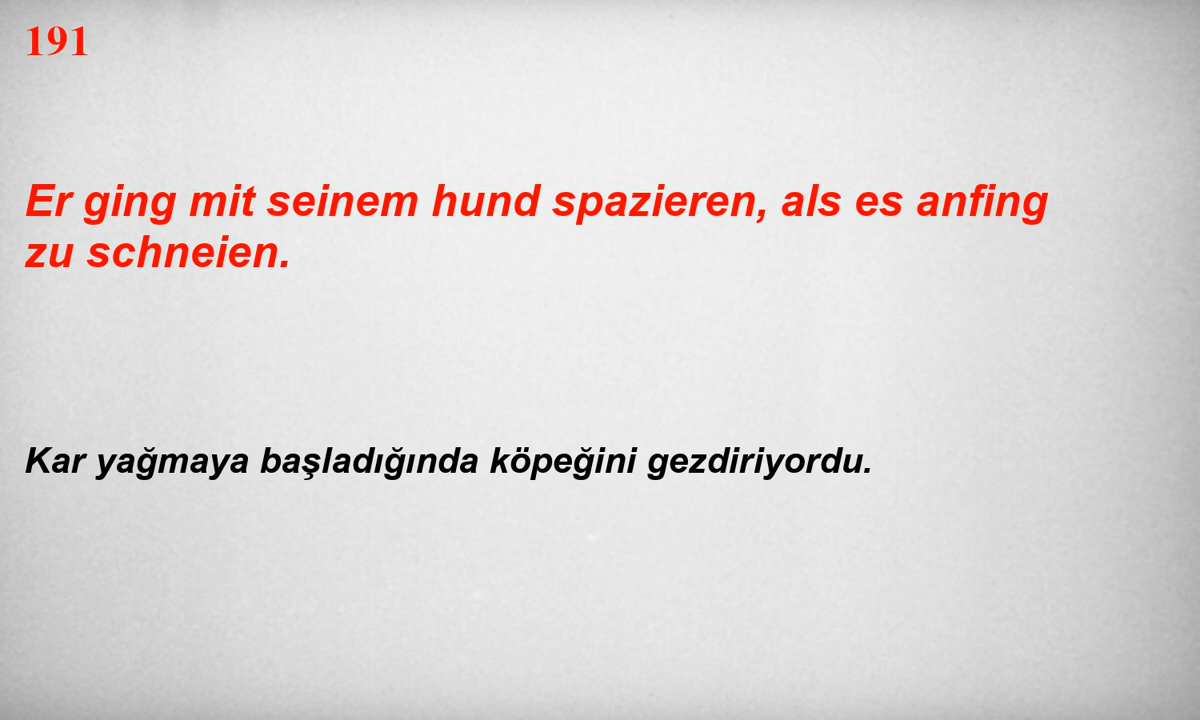 191
Er ging mit seinem hund spazieren, als es anfing
zu schneien.
Kar yağmaya başladığında köpeğini gezdiriyordu.